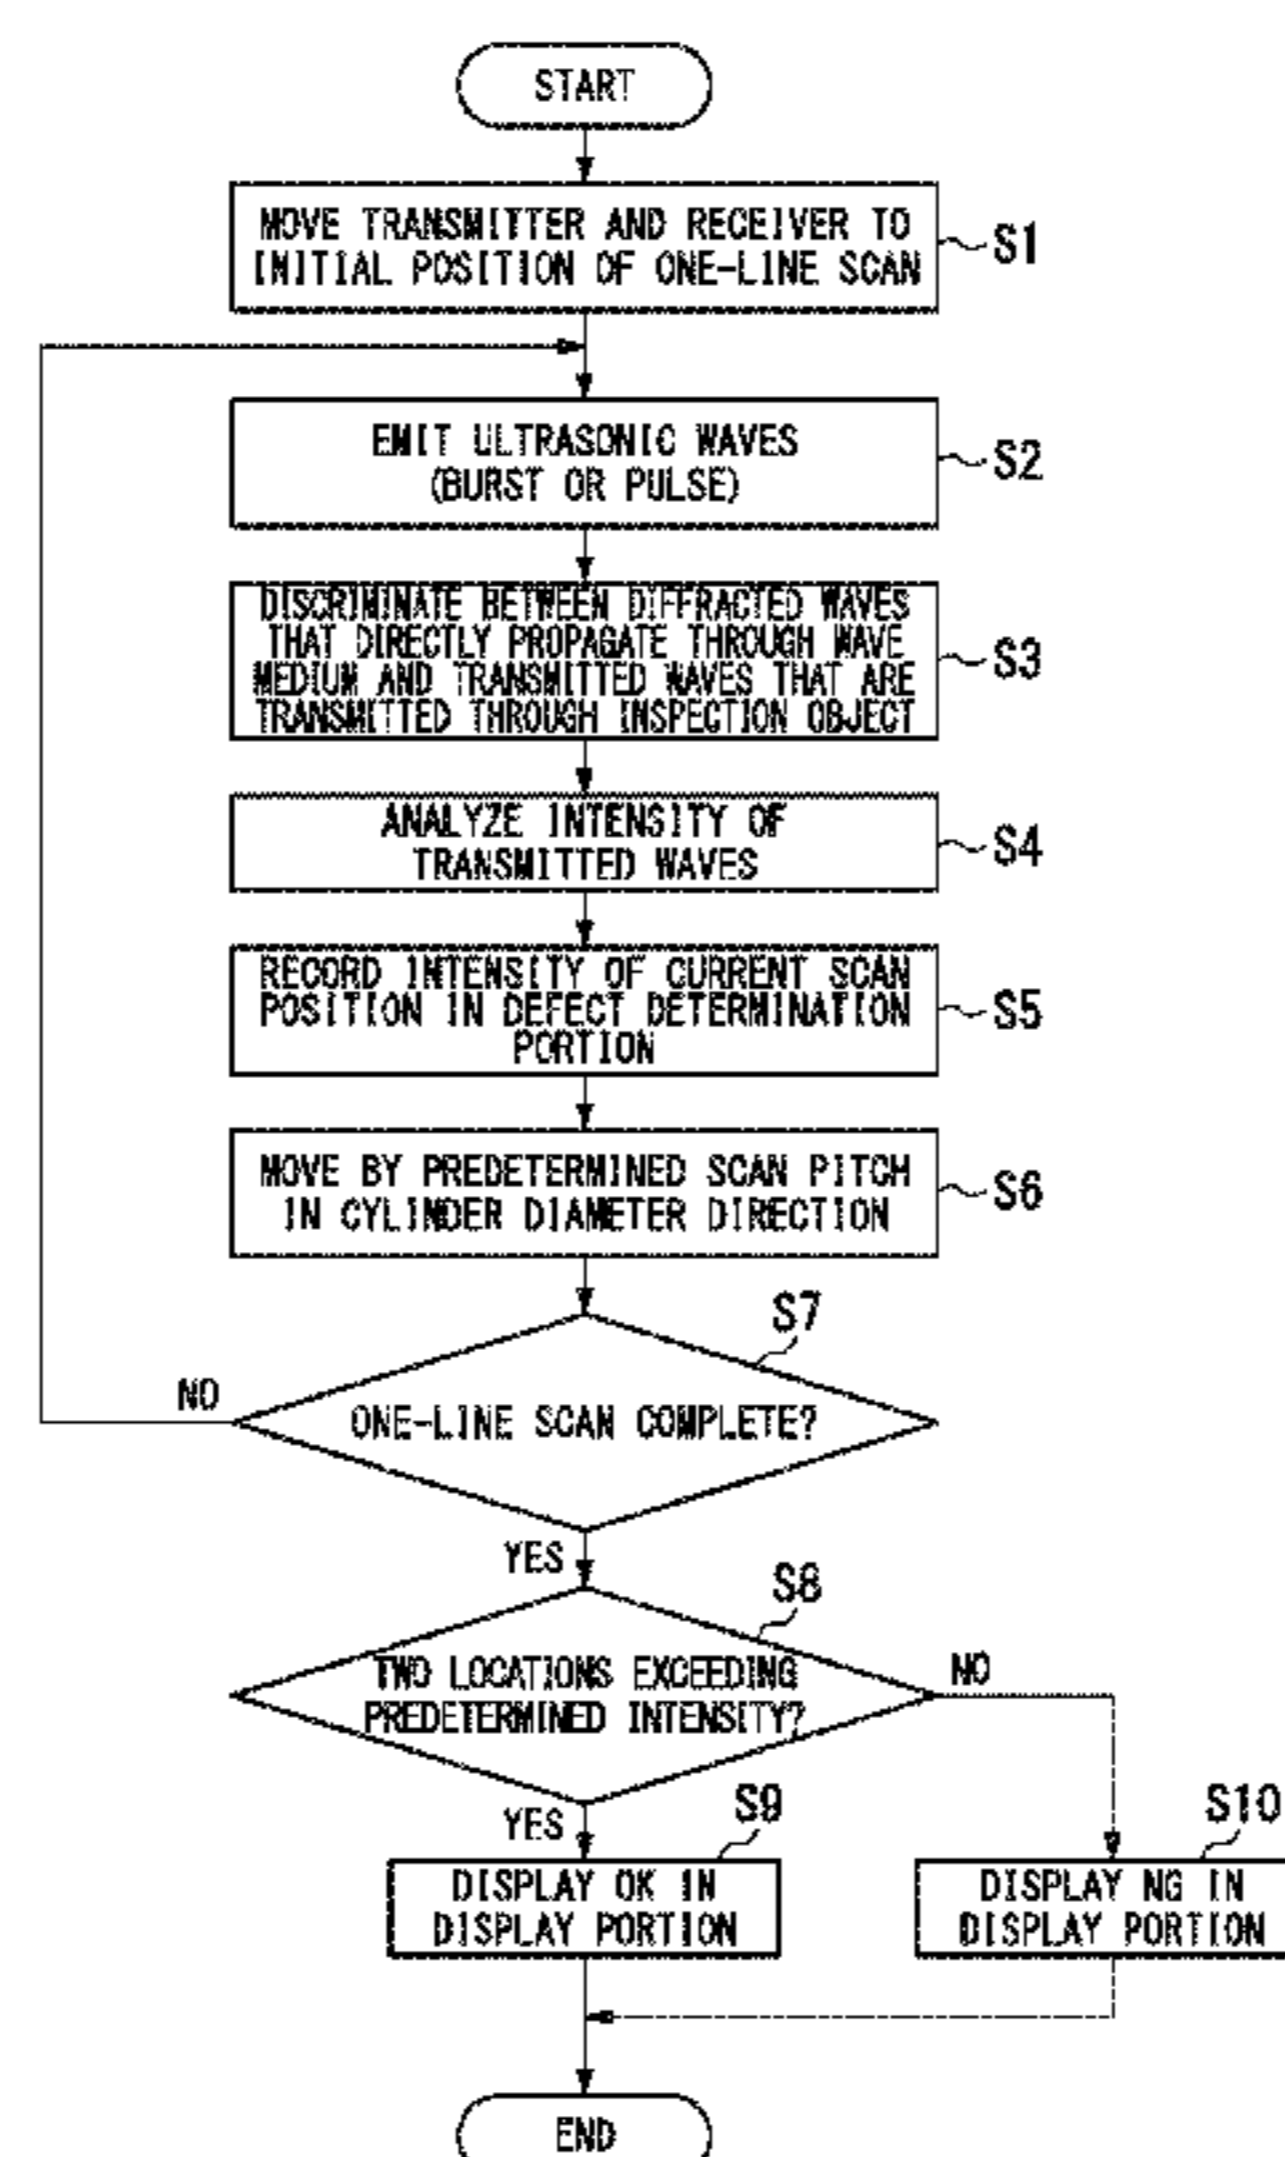 START
MOVE TRANSMITTER AND RECEIVER TO
INITIAL POSITION OF ONE-LINE SCAN
S1
EMIT ULTRASONIC WAVES
(BURST OR PULSE)
S2
DISCRIMINATE BETWEEN DIFFRACTED WAVES
THAT DIRECTLY PROPAGATE THROUGH WAVE
MEDIUM AND TRANSMITTED WAVES THAT ARE
TRANSMITTED THROUGH INSPECTION OBJECT
S3
ANALYZE INTENSITY OF
TRANSMITTED WAVES
S4
RECORD INTENSITY OF CURRENT SCAN
POSITION IN DEFECT DETERMINATION
PORTION
S5
MOVE BY PREDETERMINED SCAN PITCH
IN CYLINDER DIAMETER DIRECTION
S6
S7
NO
ONE-LINE SCAN COMPLETE?
YES
S8
TWO LOCATIONS EXCEEDING
PREDETERMINED INTENSITY?
NO
YES
S9
DISPLAY OK IN
DISPLAY PORTION
S10
DISPLAY NG IN
DISPLAY PORTION
END